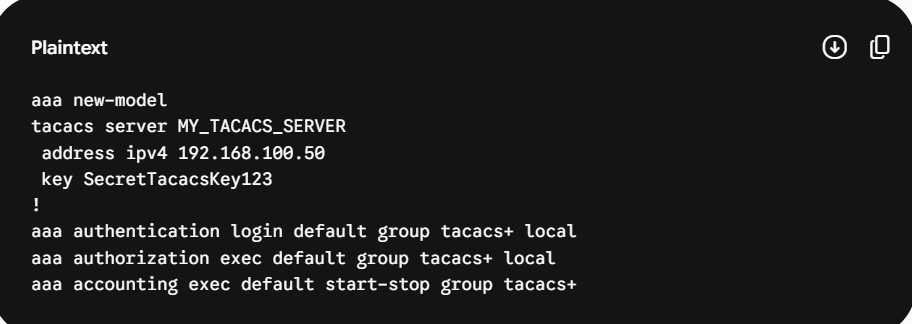 Plaintext
aaa new-model
tacacs server MY_TACACS_SERVER
 address ipv4 192.168.100.50
 key SecretTacacsKey123
!
aaa authentication login default group tacacs+ local
aaa authorization exec default group tacacs+ local
aaa accounting exec default start-stop group tacacs+